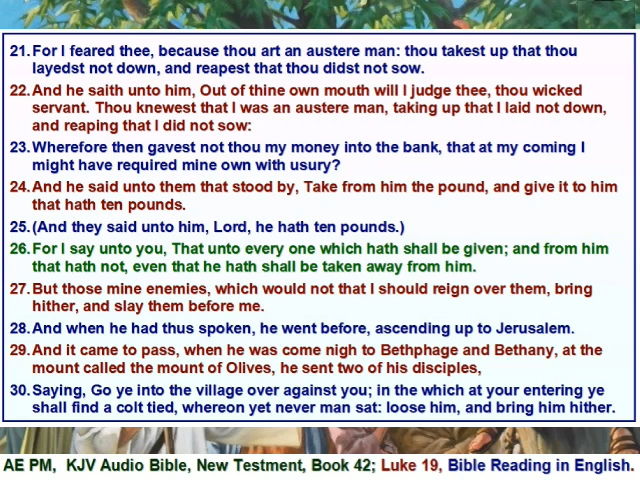 21. For I feared thee, because thou art an austere man: thou takest up that thou
layedst not down, and reapest that thou didst not sow.
22. And he saith unto him, Out of thine own mouth will I judge thee, thou wicked
servant. Thou knewest that I was an austere man, taking up that I laid not down,
and reaping that I did not sow:
23. Wherefore then gavest not thou my money into the bank, that at my coming I
might have required mine own with usury?
24. And he said unto them that stood by, Take from him the pound, and give it to him
that hath ten pounds.
25. (And they said unto him, Lord, he hath ten pounds.)
26. For I say unto you, That unto every one which hath shall be given; and from him
that hath not, even that he hath shall be taken away from him.
27. But those mine enemies, which would not that I should reign over them, bring
hither, and slay them before me.
28. And when he had thus spoken, he went before, ascending up to Jerusalem.
29. And it came to pass, when he was come nigh to Bethphage and Bethany, at the
mount called the mount of Olives, he sent two of his disciples,
30. Saying, Go ye into the village over against you; in the which at your entering ye
shall find a colt tied, whereon yet never man sat: loose him, and bring him hither.
AE PM, KJV Audio Bible, New Testment, Book 42; Luke 19, Bible Reading in English.